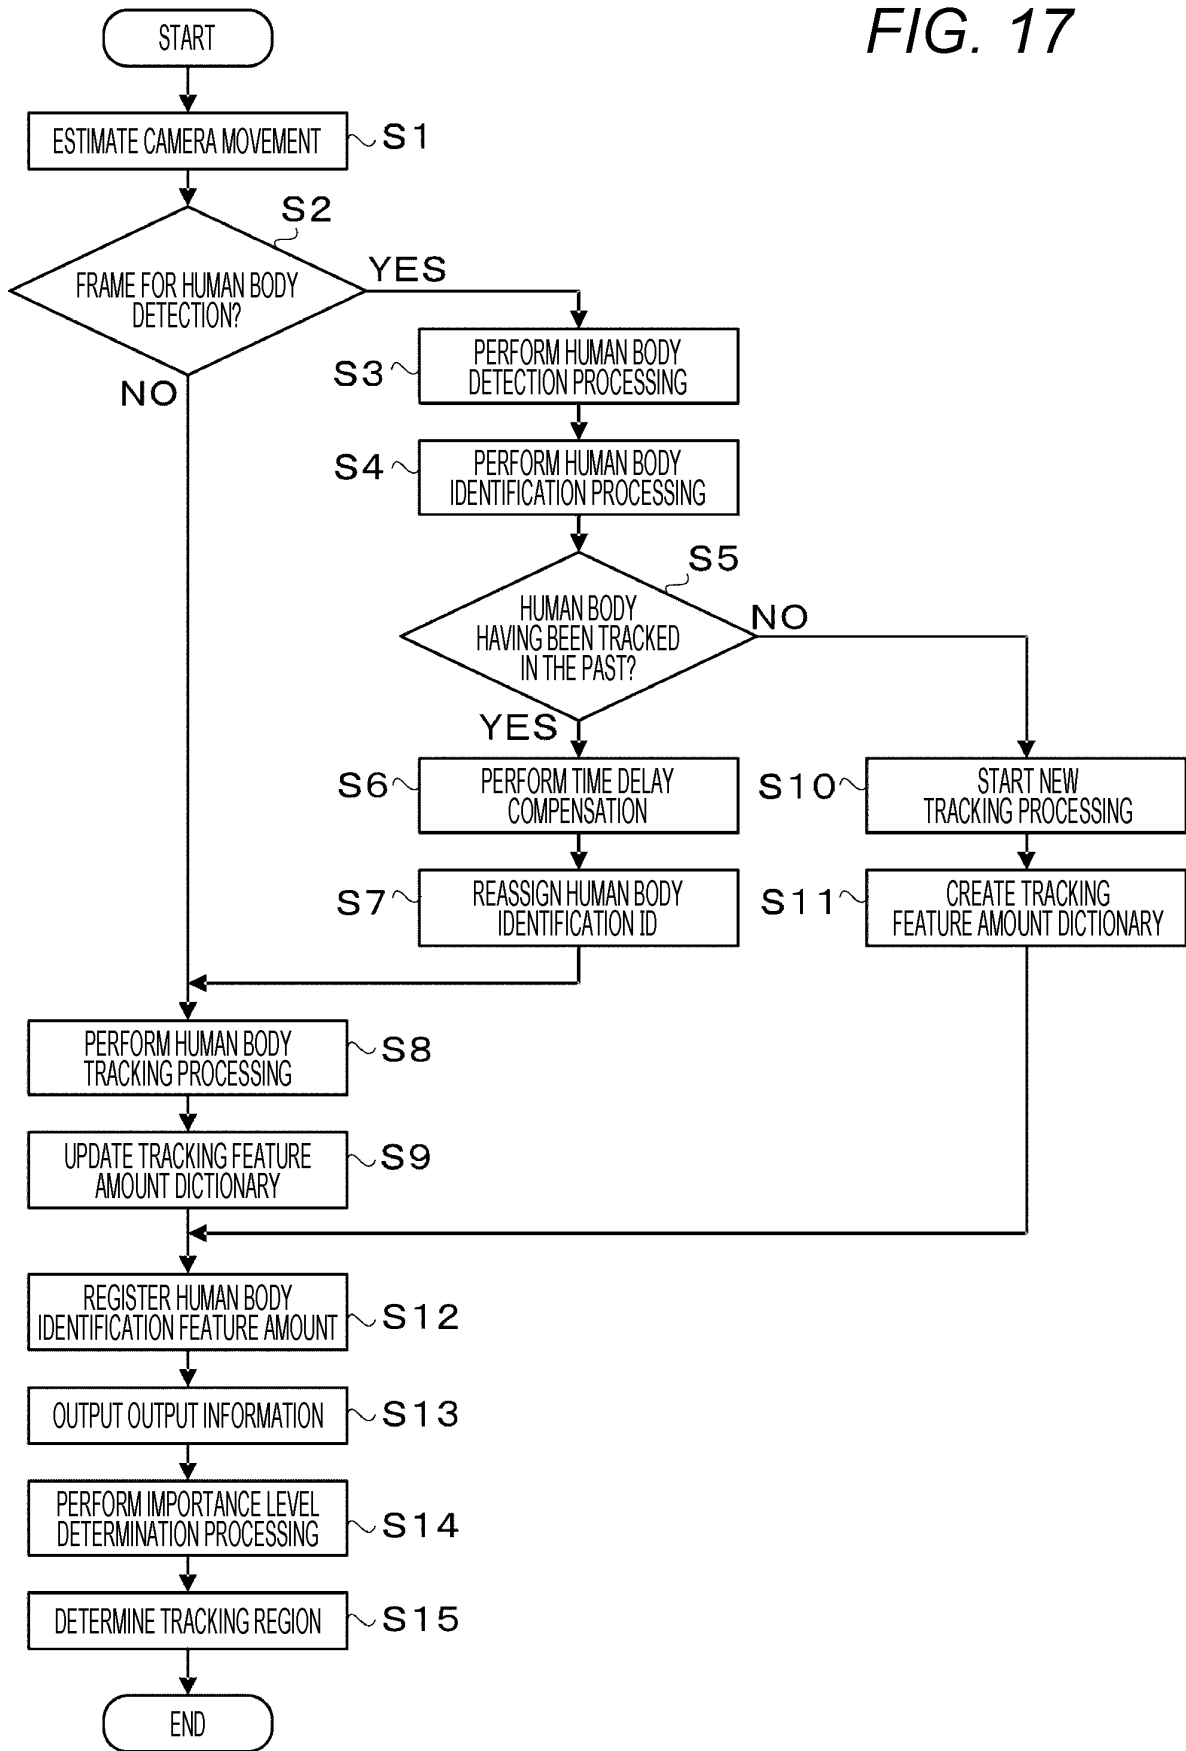 FIG. 17
START
ESTIMATE CAMERA MOVEMENT
S1
S2
FRAME FOR HUMAN BODY
DETECTION?
YES
NO
S3
PERFORM HUMAN BODY
DETECTION PROCESSING
S4
PERFORM HUMAN BODY
IDENTIFICATION PROCESSING
S5
HUMAN BODY
HAVING BEEN TRACKED
IN THE PAST?
NO
YES
S6
PERFORM TIME DELAY
COMPENSATION
S10
START NEW
TRACKING PROCESSING
S7
REASSIGN HUMAN BODY
IDENTIFICATION ID
S11
CREATE TRACKING
FEATURE AMOUNT DICTIONARY
PERFORM HUMAN BODY
TRACKING PROCESSING
S8
UPDATE TRACKING FEATURE
AMOUNT DICTIONARY
S9
REGISTER HUMAN BODY
IDENTIFICATION FEATURE AMOUNT
S12
OUTPUT OUTPUT INFORMATION
S13
PERFORM IMPORTANCE LEVEL
DETERMINATION PROCESSING
S14
DETERMINE TRACKING REGION
S15
END